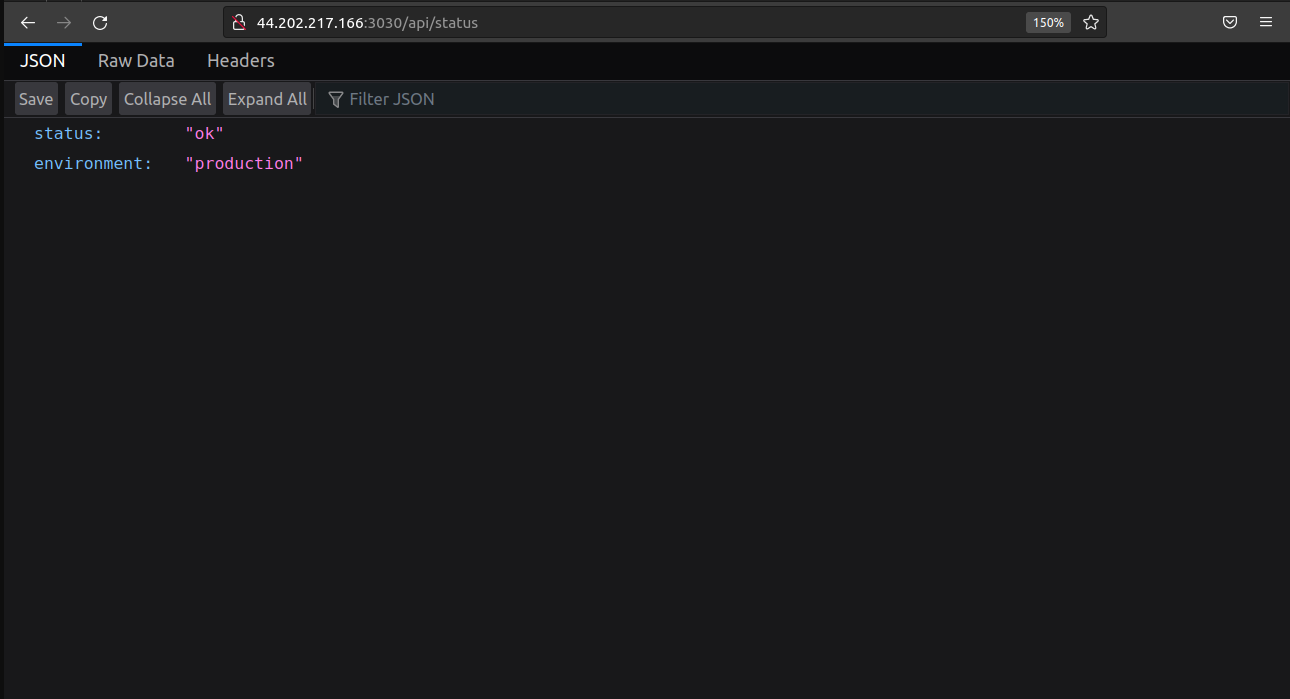 44.202.217.166:3030/api/status 150%
JSON Raw Data Headers
Save Copy Collapse All Expand All Filter JSON
status: "ok"
environment: "production"